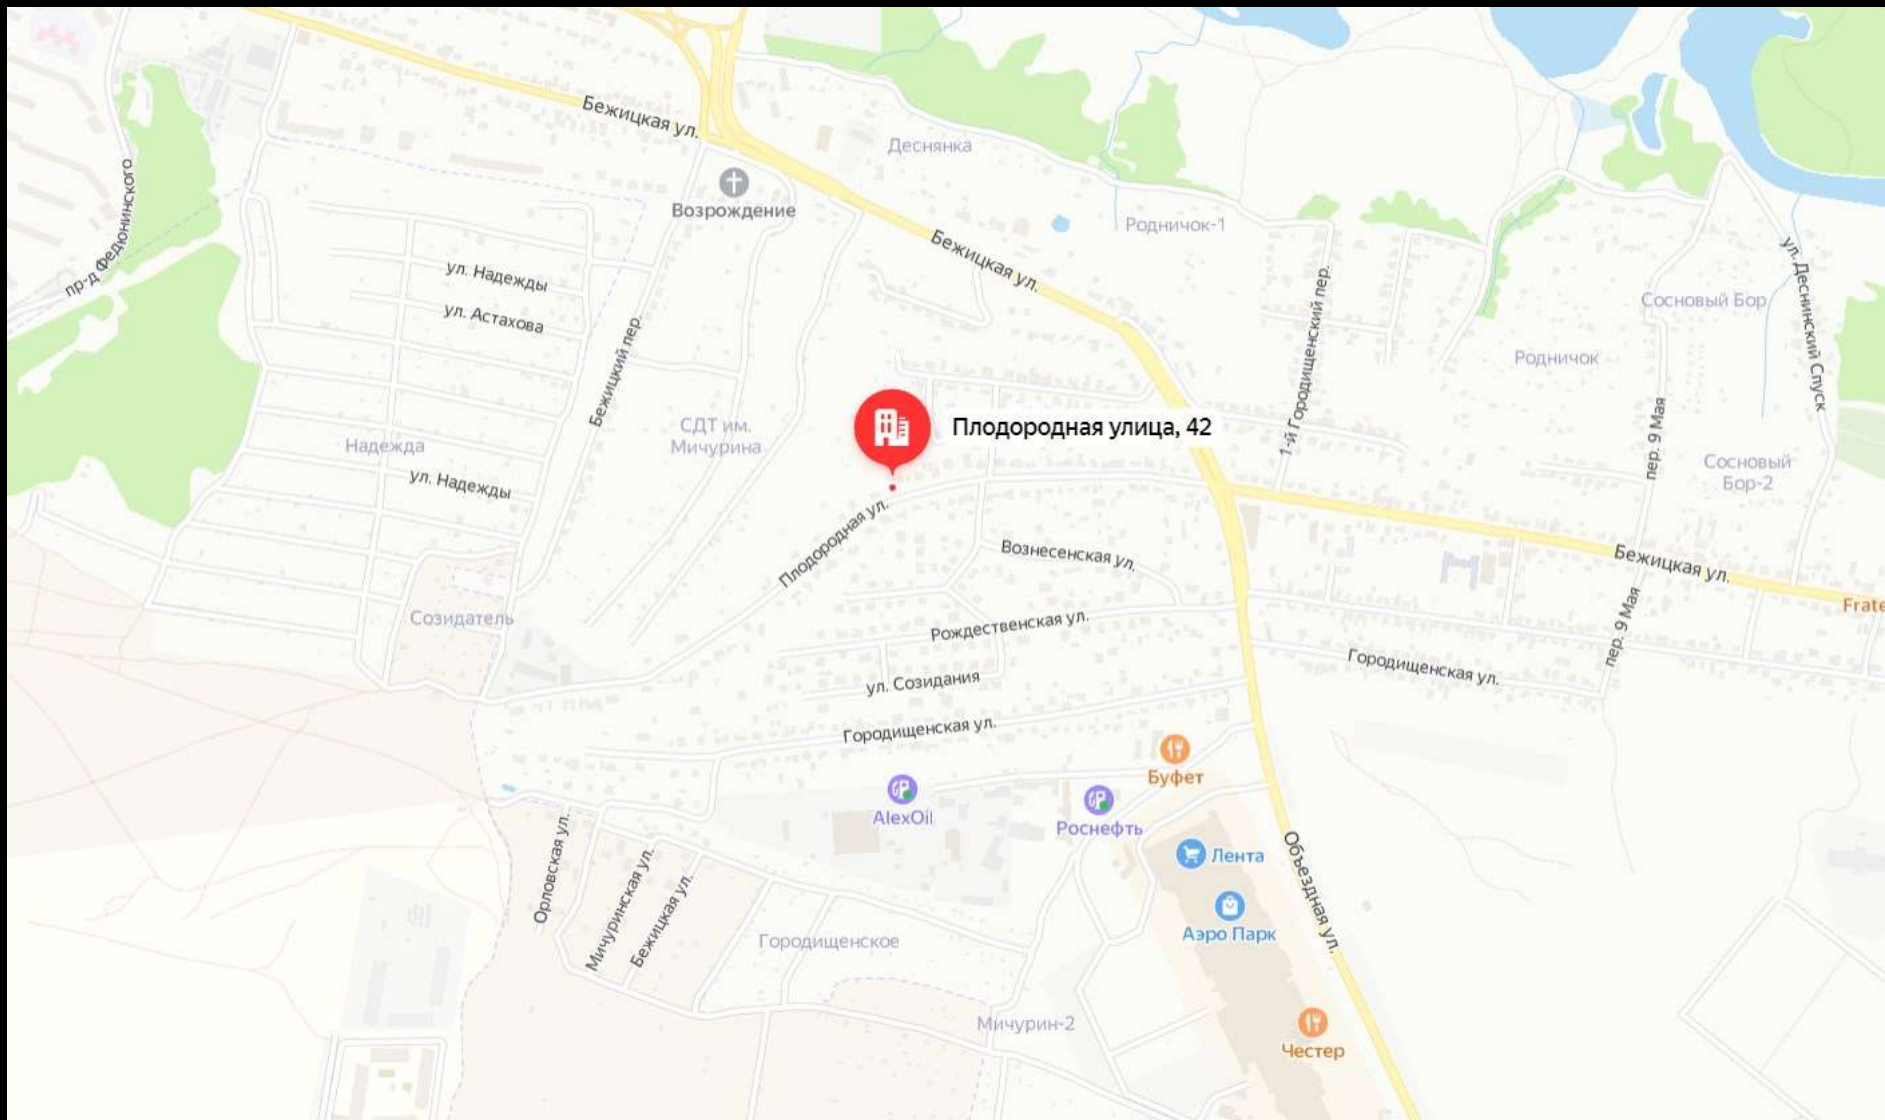 Бежицкая ул.
Деснянка
пр-д Федюнинского
Возрождение
Родничок-1
Бежицкая ул.
ул. Деснинский Спуск
ул. Надежды
1-й Городищенский пер.
Сосновый Бор
ул. Астахова
Бежицкий пер.
Родничок
Плодородная улица, 42
СДТ им.
Мичурина
Надежда
пер. 9 Мая
Сосновый
Бор-2
ул. Надежды
Плодородная ул.
Вознесенская ул.
Бежицкая ул.
Созидатель
Рождественская ул.
Frate
пер. 9 Мая
Городищенская ул.
ул. Созидания
Городищенская ул.
Буфет
AlexOil
Роснефть
Лента
Объездная ул.
Орловская ул.
Мичуринская ул.
Бежицкая ул.
Аэро Парк
Городищенское
Мичурин-2
Честер